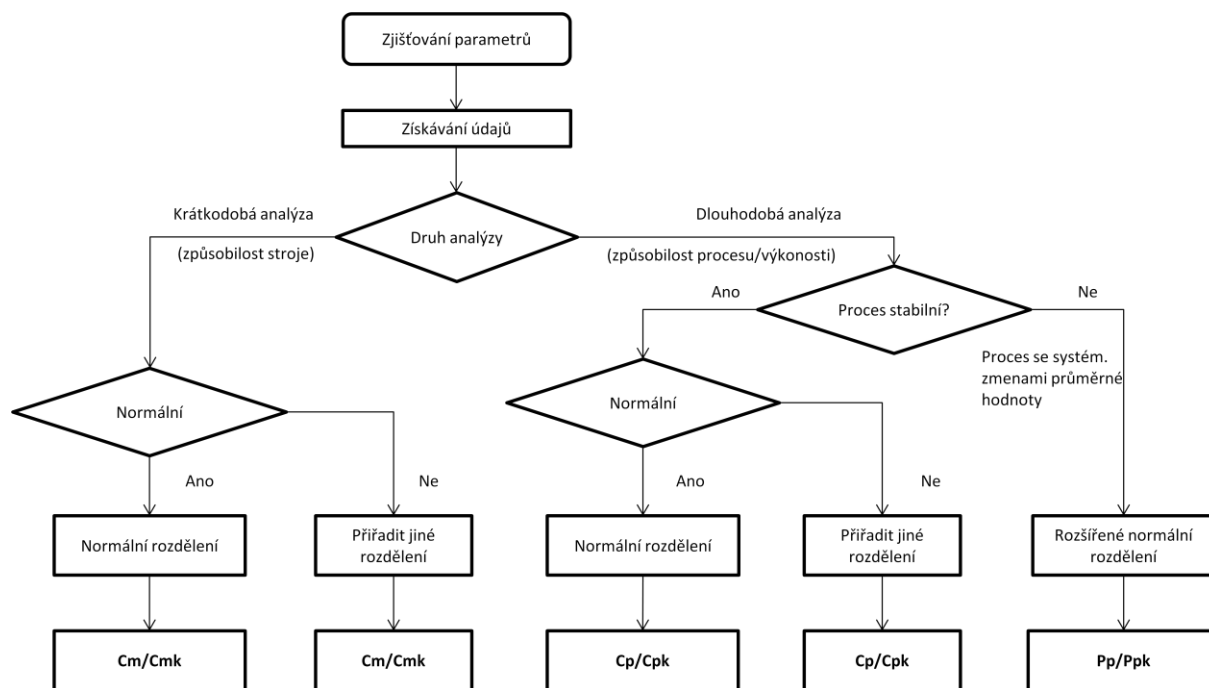 Zjišťování parametrů
Získávání údajů
Krátkodobá analýza
(způsobilost stroje)
Druh analýzy
Dlouhodobá analýza
(způsobilost procesu/výkonosti)
Ano
Proces stabilní?
Ne
Proces se systém.
zmenami průměrné
hodnoty
Normální
Normální
Ano
Ne
Ano
Ne
Normální rozdělení
Přiřadit jiné
rozdělení
Normální rozdělení
Přiřadit jiné
rozdělení
Rozšířené normální
rozdělení
Cm/Cmk
Cm/Cmk
Cp/Cpk
Cp/Cpk
Pp/Ppk